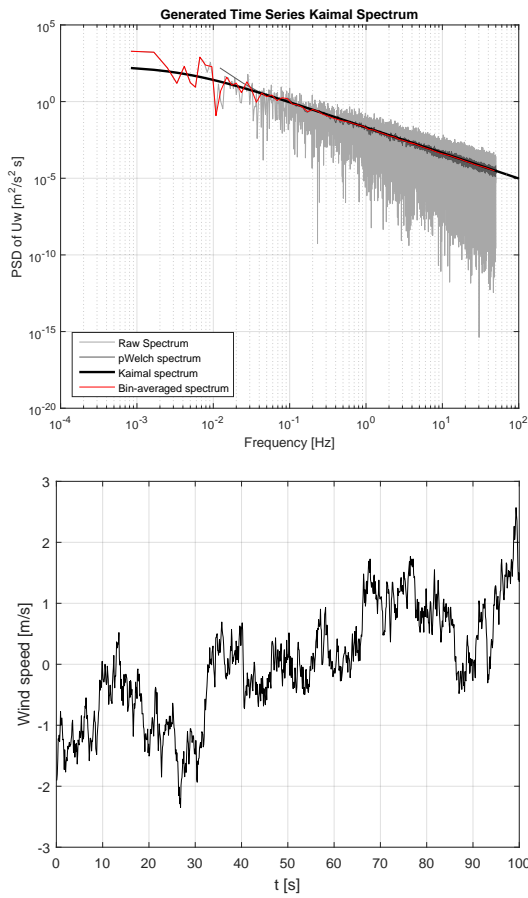 Generated Time Series Kaimal Spectrum
10^5
10^0
10^-5
10^-10
10^-15
10^-20
PSD of Uw [m^2/s^2 s]
Raw Spectrum
pWelch spectrum
Kaimal spectrum
Bin-averaged spectrum
10^-4 10^-3 10^-2 10^-1 10^0 10^1 10^2
Frequency [Hz]
3
2
1
0
-1
-2
-3
Wind speed [m/s]
0 10 20 30 40 50 60 70 80 90 100
t [s]